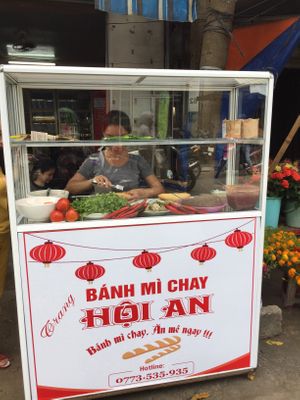 Trang
BÁNH MÌ CHAY
HỘI AN
Bánh mì chay, Ăn mê ngay !!!
Hotline:
0773-535-935